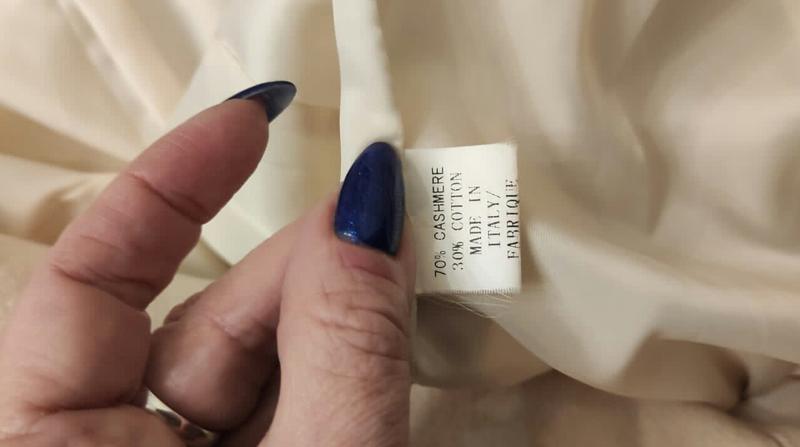 70% CASHMERE
30% COTTON
MADE IN
ITALY/
FABRIQUE